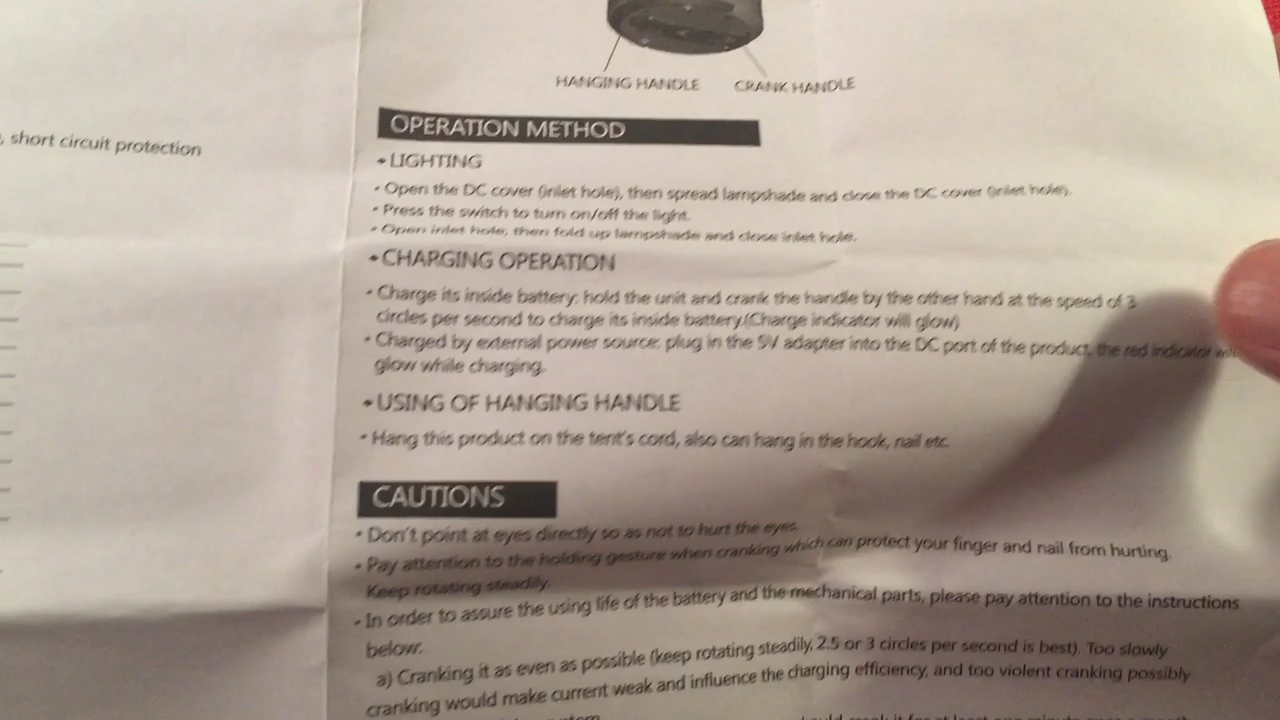 HANGING HANDLE CRANK HANDLE
, short circuit protection
OPERATION METHOD
•LIGHTING
• Open the DC cover (inlet hole), then spread lampshade and close the DC cover (inlet hole).
• Press the switch to turn on/off the light.
• Open inlet hole, then fold up lampshade and close inlet hole.
•CHARGING OPERATION
• Charge its inside battery: hold the unit and crank the handle by the other hand at the speed of 3
circles per second to charge its inside battery.(Charge indicator will glow)
• Charged by external power source: plug in the 5V adapter into the DC port of the product, the red indicator will
glow while charging.
•USING OF HANGING HANDLE
• Hang this product on the tent's cord, also can hang in the hook, nail etc.
CAUTIONS
• Don't point at eyes directly so as not to hurt the eyes.
• Pay attention to the holding gesture when cranking which can protect your finger and nail from hurting.
Keep rotating steadily.
• In order to assure the using life of the battery and the mechanical parts, please pay attention to the instructions
below:
a) Cranking it as even as possible (keep rotating steadily, 2.5 or 3 circles per second is best). Too slowly
cranking would make current weak and influence the charging efficiency, and too violent cranking possibly